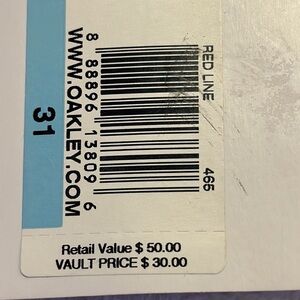 RED LINE 465
8 88896 13809 6
WWW.OAKLEY.COM
31
Retail Value $ 50.00
VAULT PRICE $ 30.00